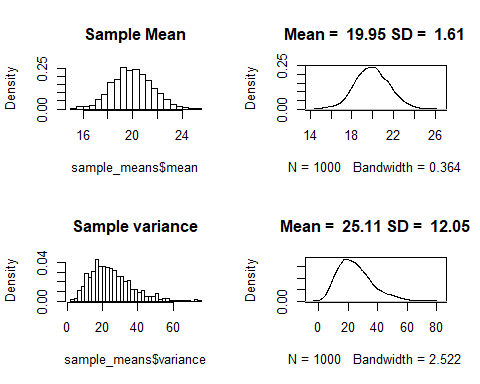 Sample Mean
Density
0.00
0.25
16
20
24
sample_means$mean
Mean =  19.95 SD =  1.61
Density
0.00
0.25
14
18
22
26
N = 1000   Bandwidth = 0.364
Sample variance
Density
0.00
0.04
0
20
40
60
sample_means$variance
Mean =  25.11 SD =  12.05
Density
0.00
0
20
40
60
80
N = 1000   Bandwidth = 2.522